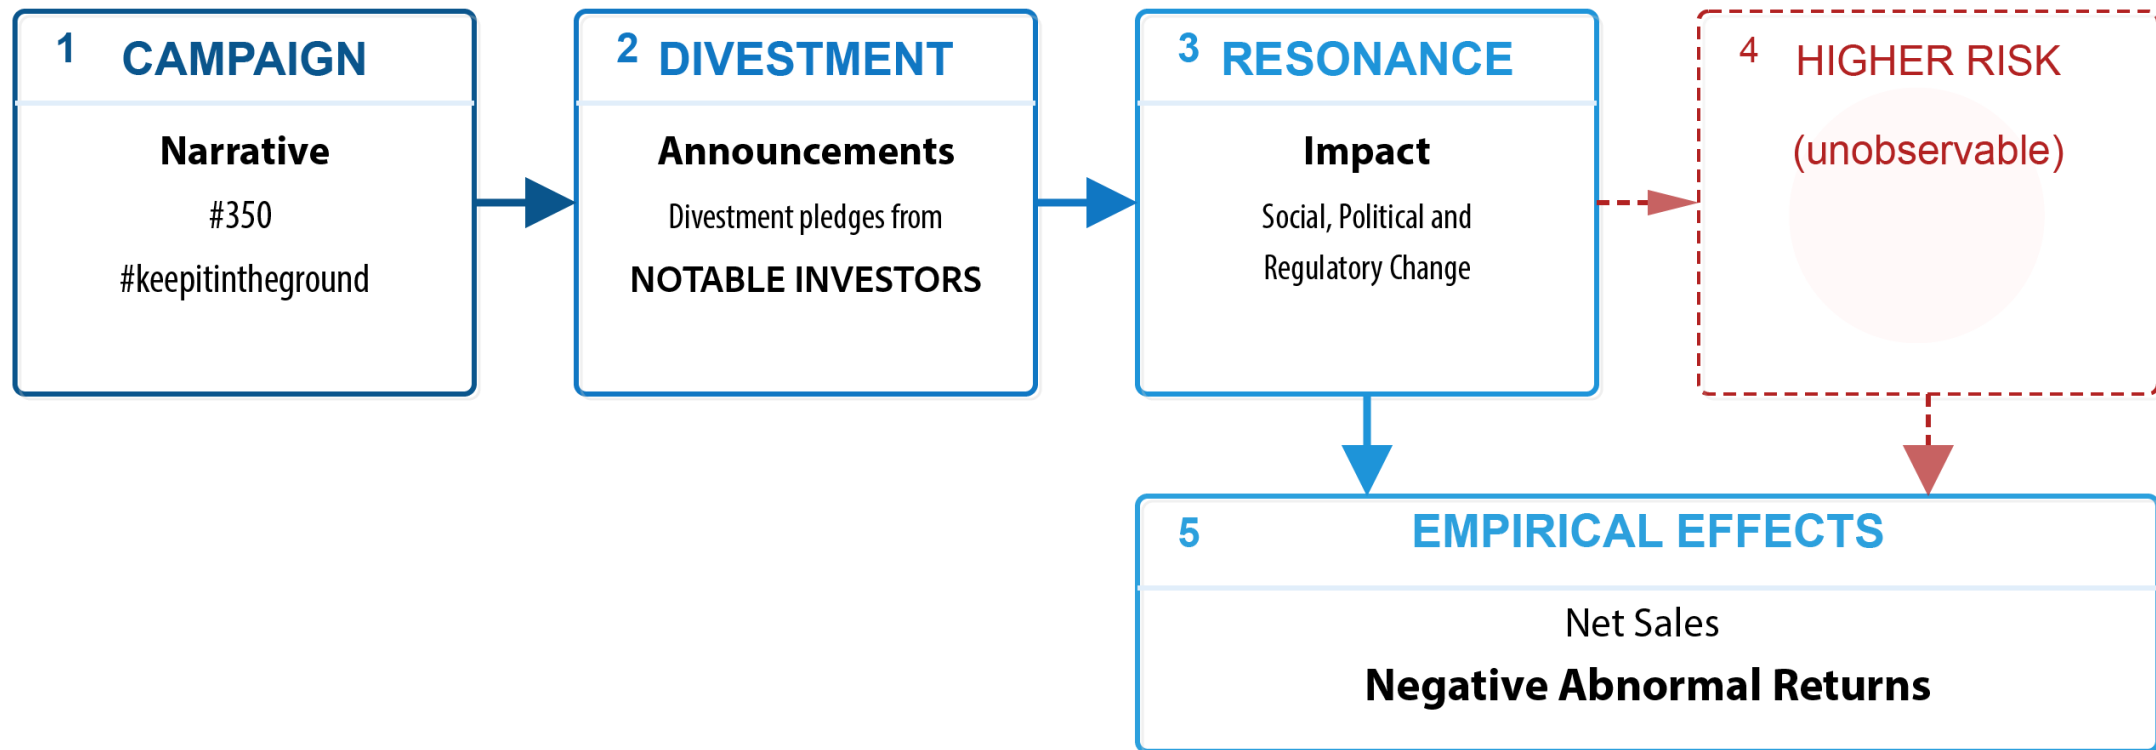 1 CAMPAIGN
Narrative
#350
#keepitintheground
2 DIVESTMENT
Announcements
Divestment pledges from
NOTABLE INVESTORS
3 RESONANCE
Impact
Social, Political and
Regulatory Change
4 HIGHER RISK
(unobservable)
5 EMPIRICAL EFFECTS
Net Sales
Negative Abnormal Returns